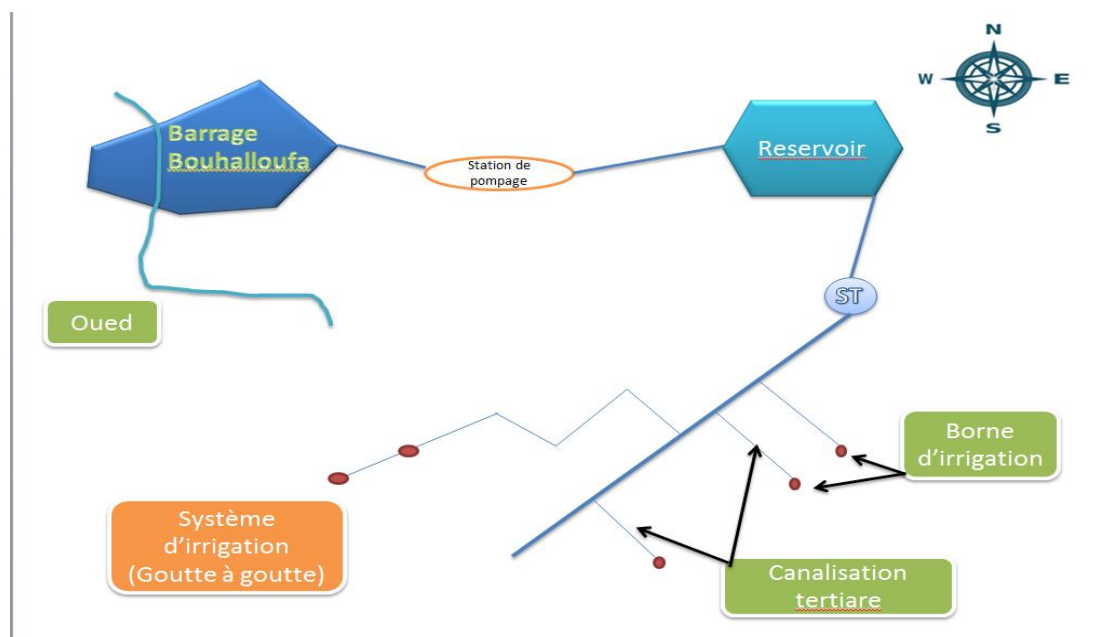 N
W
E
S
Barrage
Bouhalloufa
Station de
pompage
Reservoir
ST
Oued
Borne
d'irrigation
Système
d'irrigation
(Goutte à goutte)
Canalisation
tertiare